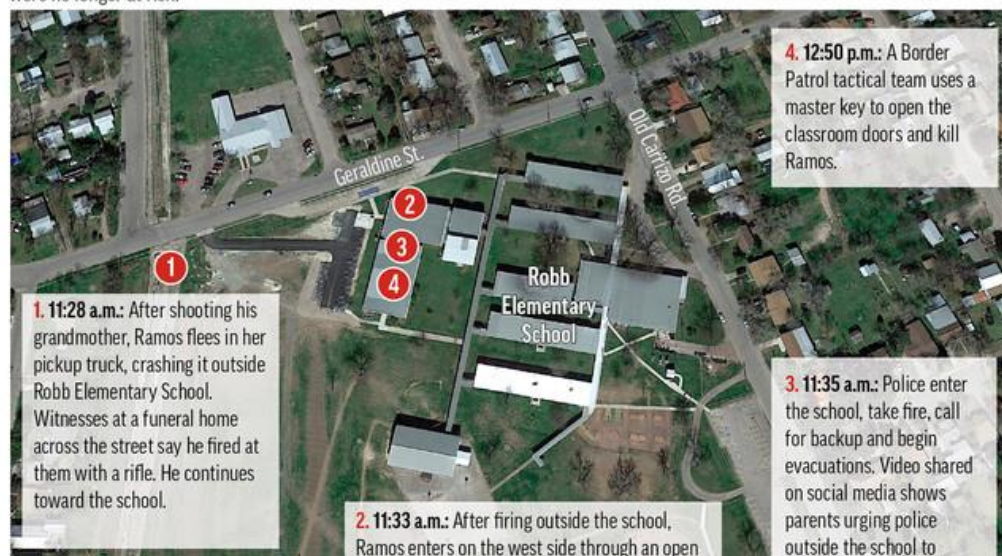 Geraldine St.
Old Carrizo Rd.
Robb
Elementary
School
1
2
3
4
1. 11:28 a.m.: After shooting his
grandmother, Ramos flees in her
pickup truck, crashing it outside
Robb Elementary School.
Witnesses at a funeral home
across the street say he fired at
them with a rifle. He continues
toward the school.
2. 11:33 a.m.: After firing outside the school,
Ramos enters on the west side through an open
3. 11:35 a.m.: Police enter
the school, take fire, call
for backup and begin
evacuations. Video shared
on social media shows
parents urging police
outside the school to
4. 12:50 p.m.: A Border
Patrol tactical team uses a
master key to open the
classroom doors and kill
Ramos.